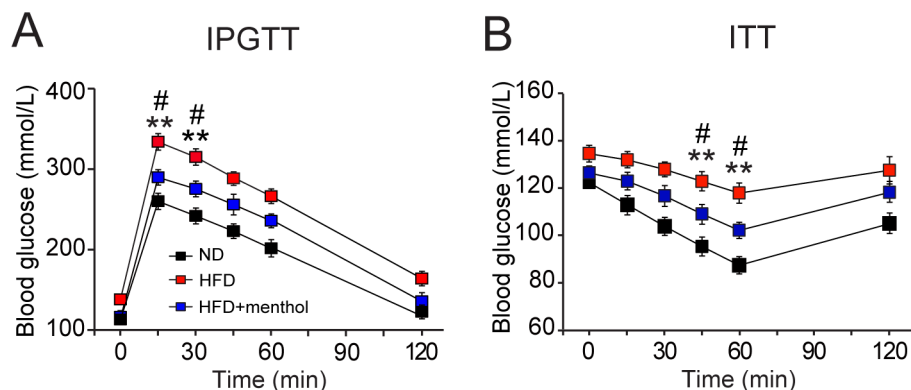 A
IPGTT
Blood glucose (mmol/L)
400
300
200
100
#
**
#
**
ND
HFD
HFD+menthol
0
30
60
90
120
Time (min)
B
ITT
Blood glucose (mmol/L)
160
140
120
100
80
60
#
**
#
**
0
30
60
90
120
Time (min)